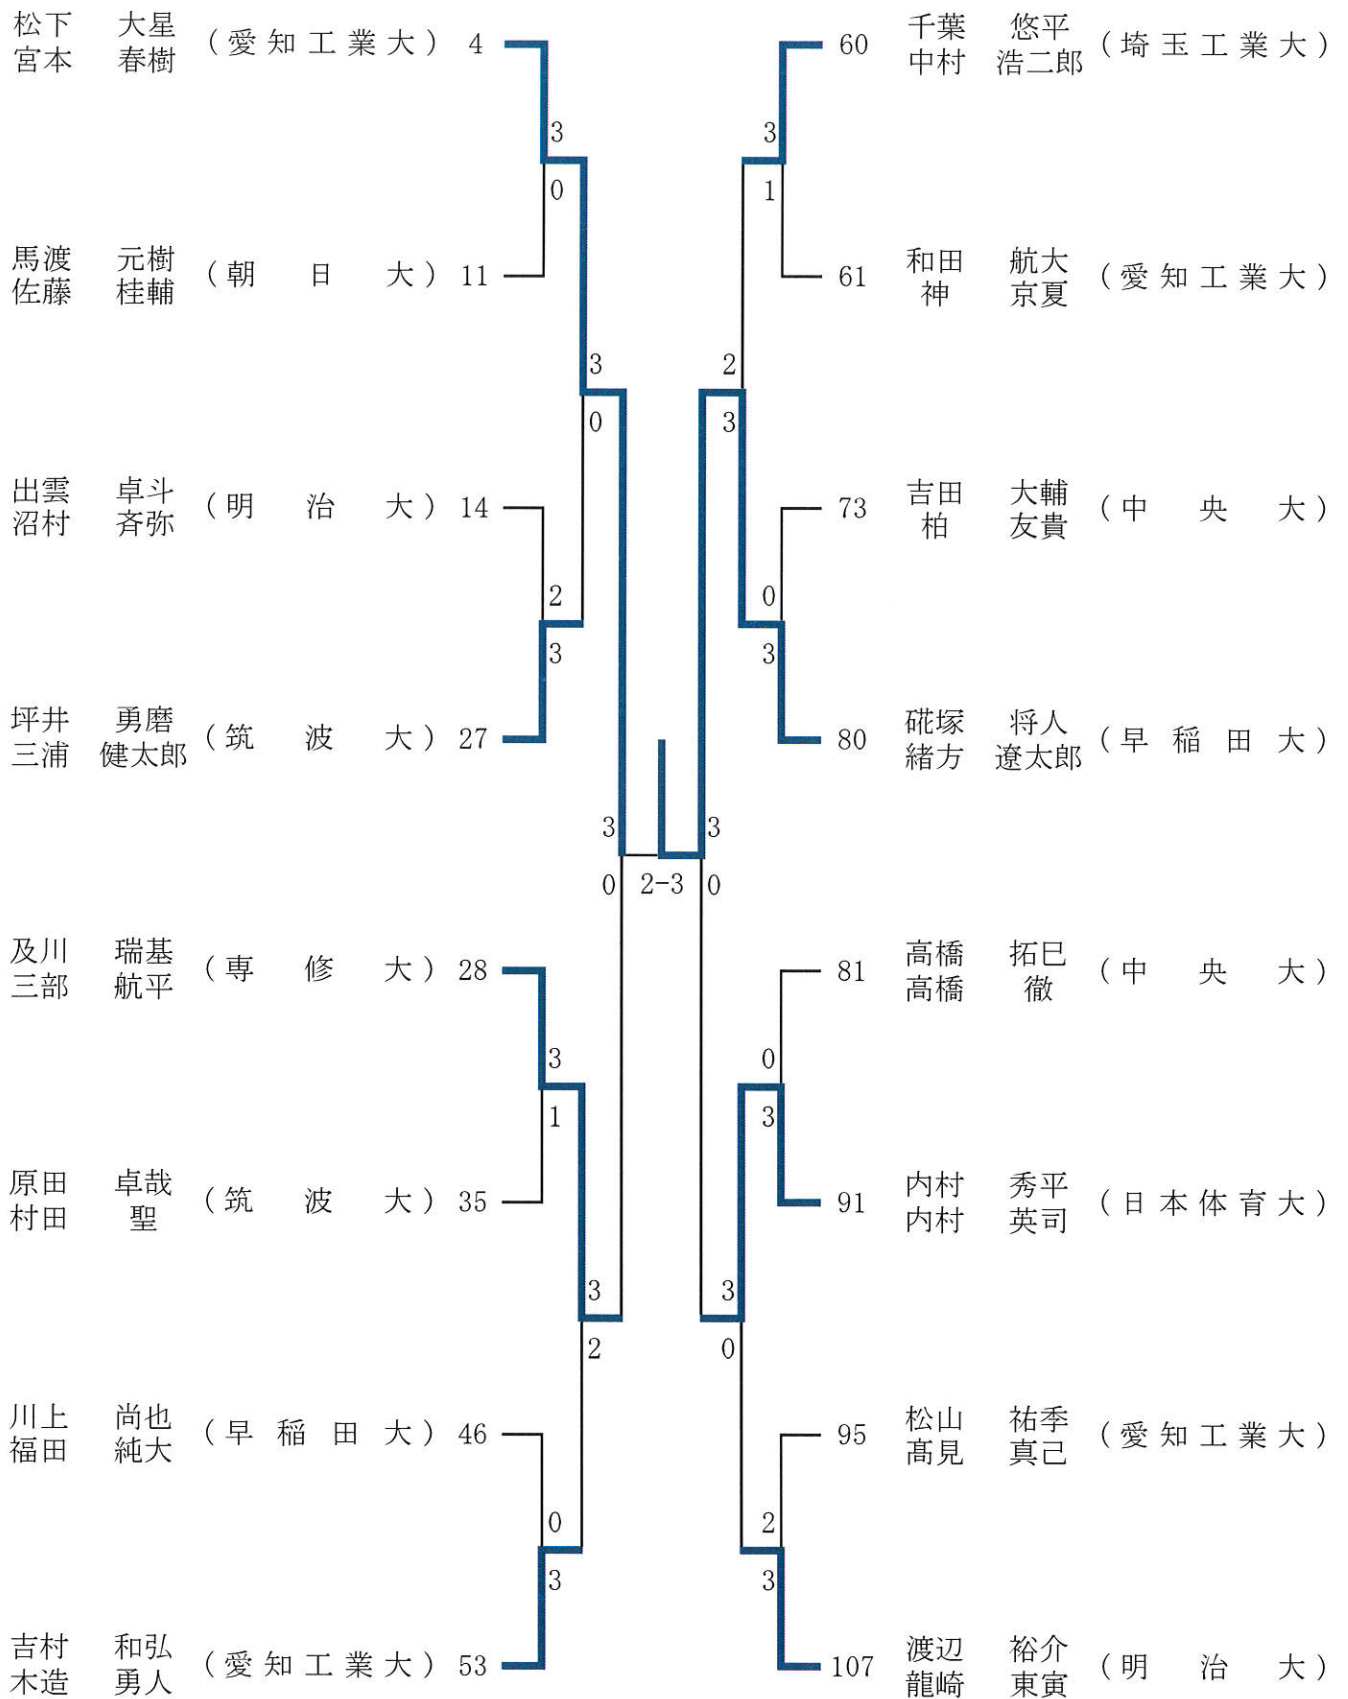 松下 大星
宮本 春樹
(愛知工業大) 4
3
0
馬渡 元樹
佐藤 桂輔
(朝日大) 11
3
0
出雲 卓斗
沼村 斉弥
(明治大) 14
2
3
坪井 勇磨
三浦 健太郎
(筑波大) 27
3
0
及川 瑞基
三部 航平
(専修大) 28
3
1
原田 卓哉
村田 聖
(筑波大) 35
3
2
川上 尚也
福田 純大
(早稲田大) 46
0
3
吉村 和弘
木造 勇人
(愛知工業大) 53
2-3
60 千葉 悠平
中村 浩二郎
(埼玉工業大)
3
1
61 和田 航大
神 京夏
(愛知工業大)
2
3
73 吉田 大輔
柏 友貴
(中央大)
0
3
80 硴塚 将人
緒方 遼太郎
(早稲田大)
3
0
81 高橋 拓巳
高橋 徹
(中央大)
0
3
91 内村 秀平
内村 英司
(日本体育大)
3
0
95 松山 祐季
髙見 真己
(愛知工業大)
2
3
107 渡辺 裕介
龍崎 東寅
(明治大)